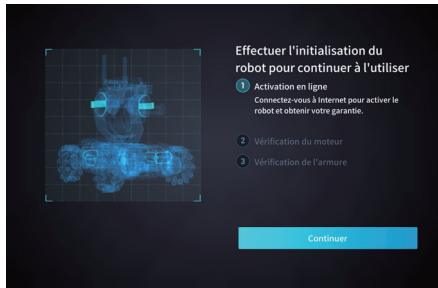 Effectuer l'initialisation du
robot pour continuer à l'utiliser
1 Activation en ligne
Connectez-vous à Internet pour activer le
robot et obtenir votre garantie.
2 Vérification du moteur
3 Vérification de l'armure
Continuer